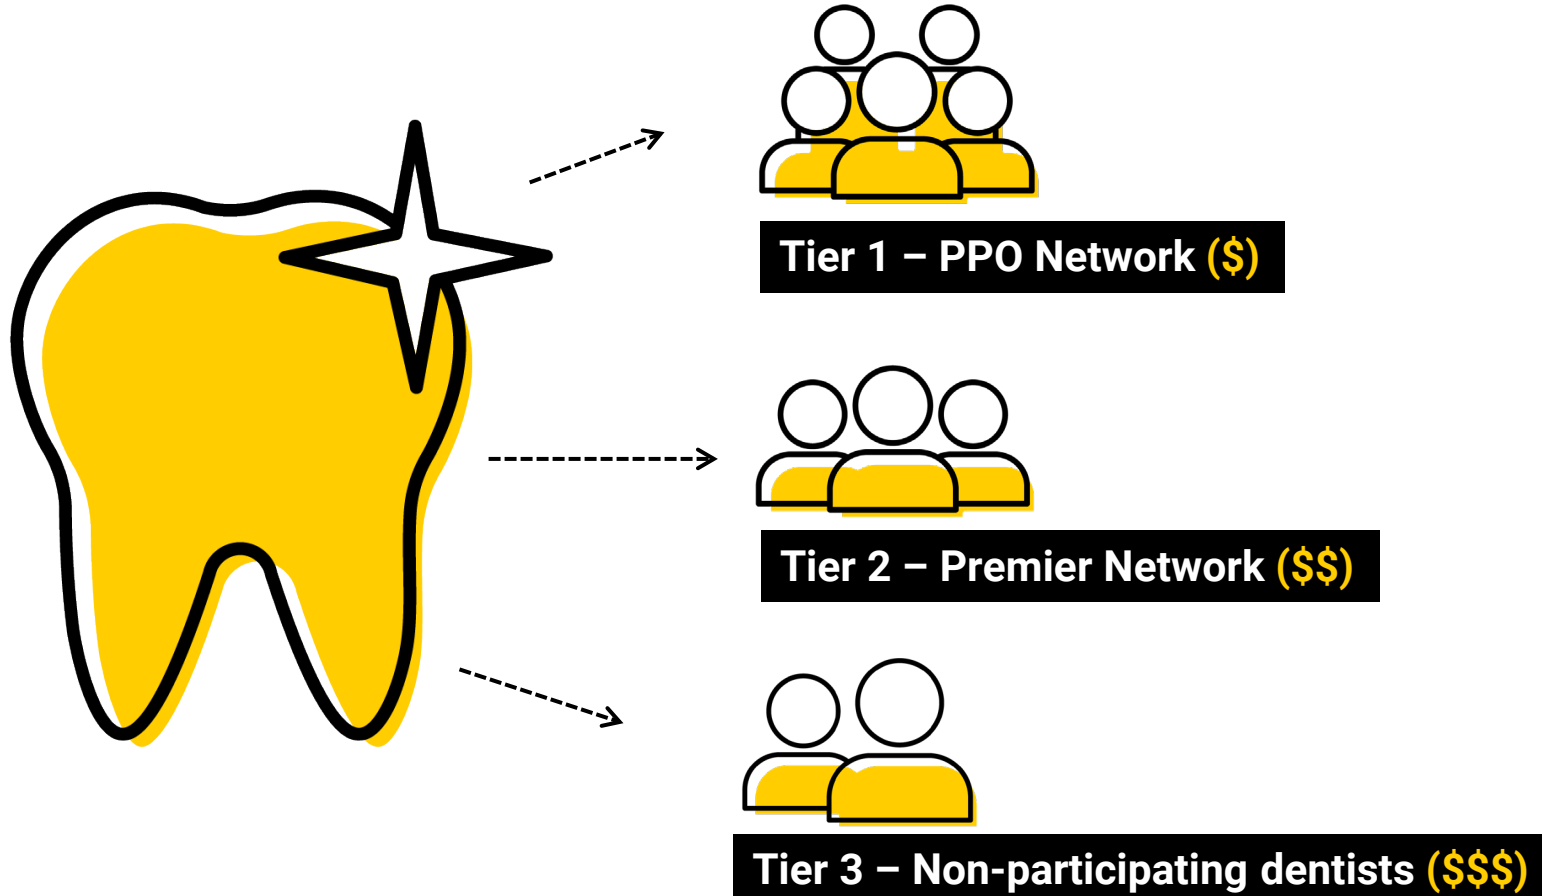 Tier 1 – PPO Network ($)
Tier 2 – Premier Network ($$)
Tier 3 – Non-participating dentists ($$$)